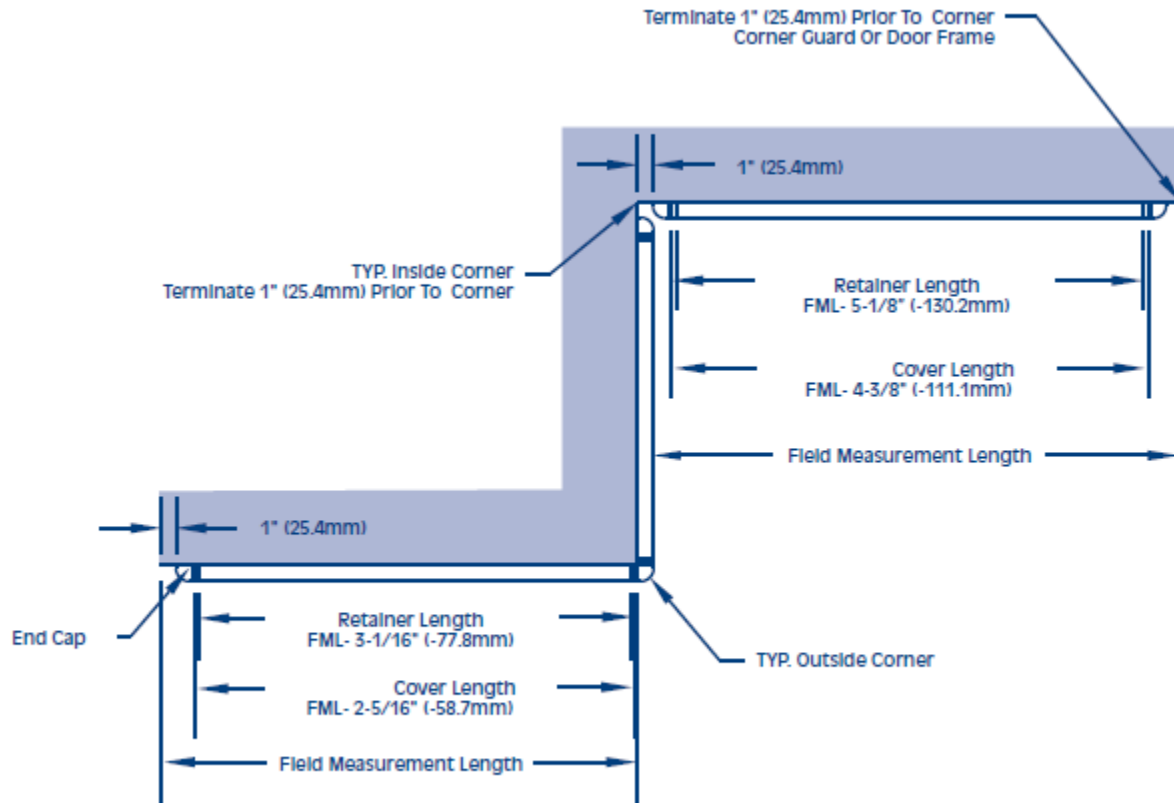 Terminate 1" (25.4mm) Prior To Corner
Corner Guard Or Door Frame
1" (25.4mm)
TYP. Inside Corner
Terminate 1" (25.4mm) Prior To Corner
Retainer Length
FML- 5-1/8" (-130.2mm)
Cover Length
FML- 4-3/8" (-111.1mm)
Field Measurement Length
1" (25.4mm)
End Cap
Retainer Length
FML- 3-1/16" (-77.8mm)
TYP. Outside Corner
Cover Length
FML- 2-5/16" (-58.7mm)
Field Measurement Length